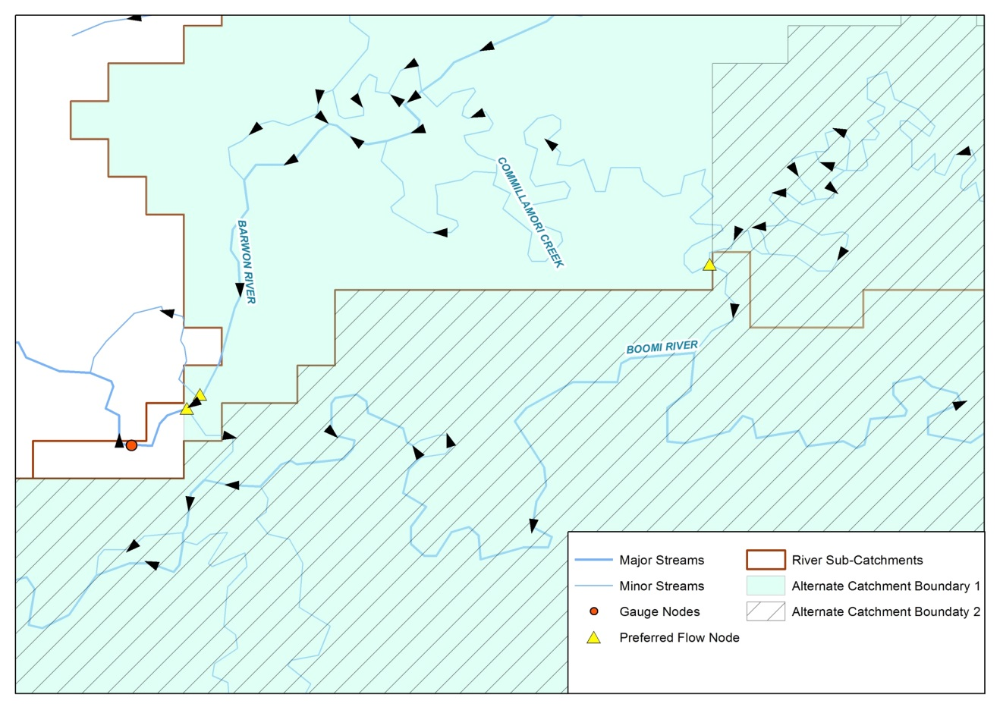 COMMILLAMORI CREEK
BARWON RIVER
BOOMI RIVER
Major Streams
Minor Streams
Gauge Nodes
Preferred Flow Node
River Sub-Catchments
Alternate Catchment Boundary 1
Alternate Catchment Boundaty 2